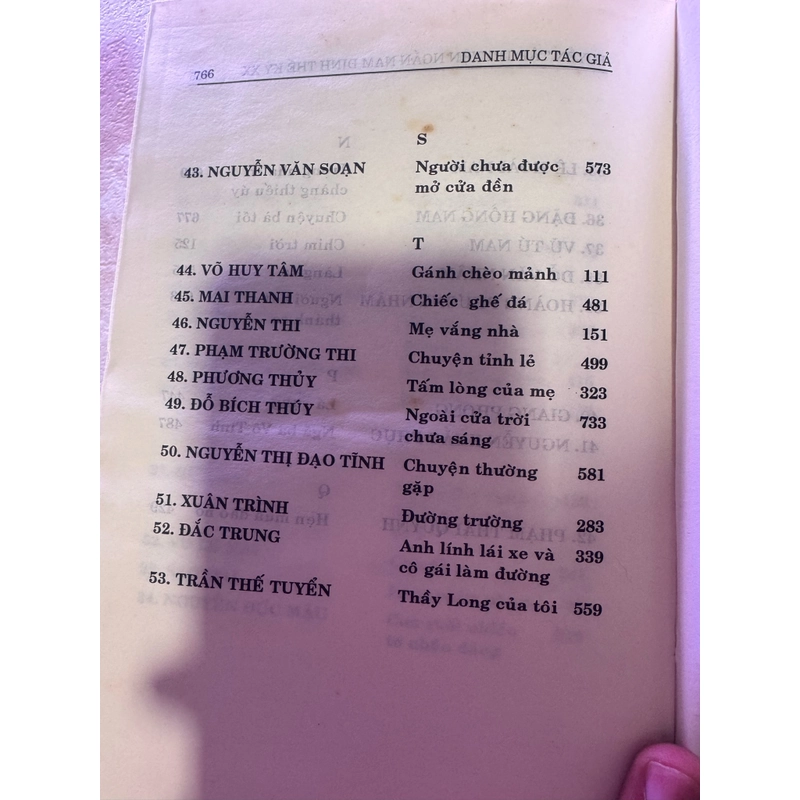 766 DANH MỤC TÁC GIẢ
S
43. NGUYỄN VĂN SOẠN Người chưa được 573
mở cửa đền
T
44. VÕ HUY TÂM Gánh chèo mảnh 111
45. MAI THANH Chiếc ghế đá 481
46. NGUYỄN THI Mẹ vắng nhà 151
47. PHẠM TRƯỜNG THI Chuyện tỉnh lẻ 499
48. PHƯƠNG THỦY Tấm lòng của mẹ 323
49. ĐỖ BÍCH THÚY Ngoài cửa trời 733
chưa sáng
50. NGUYỄN THỊ ĐẠO TĨNH Chuyện thường 581
gặp
51. XUÂN TRÌNH Đường trường 283
52. ĐẮC TRUNG Anh lính lái xe và 339
cô gái làm đường
53. TRẦN THẾ TUYỂN Thầy Long của tôi 559